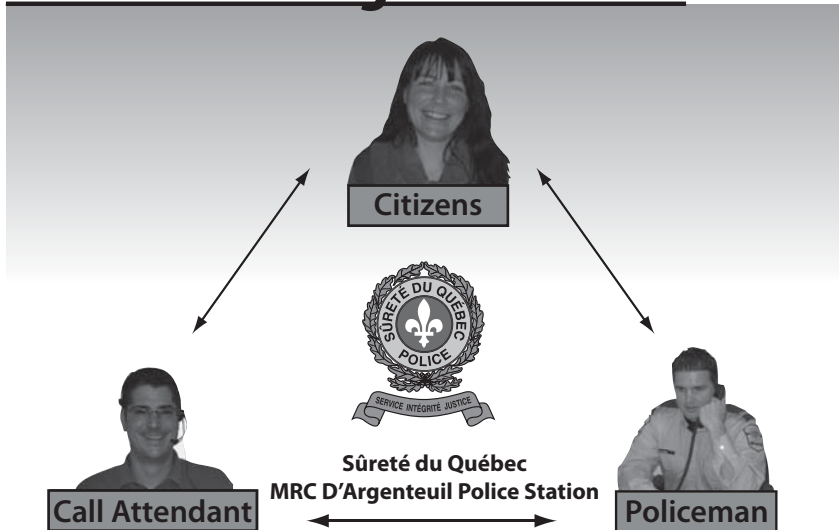 Citizens
SÛRETÉ DU QUÉBEC
POLICE
SERVICE INTÉGRITÉ JUSTICE
Sûreté du Québec
MRC D'Argenteuil Police Station
Call Attendant
Policeman